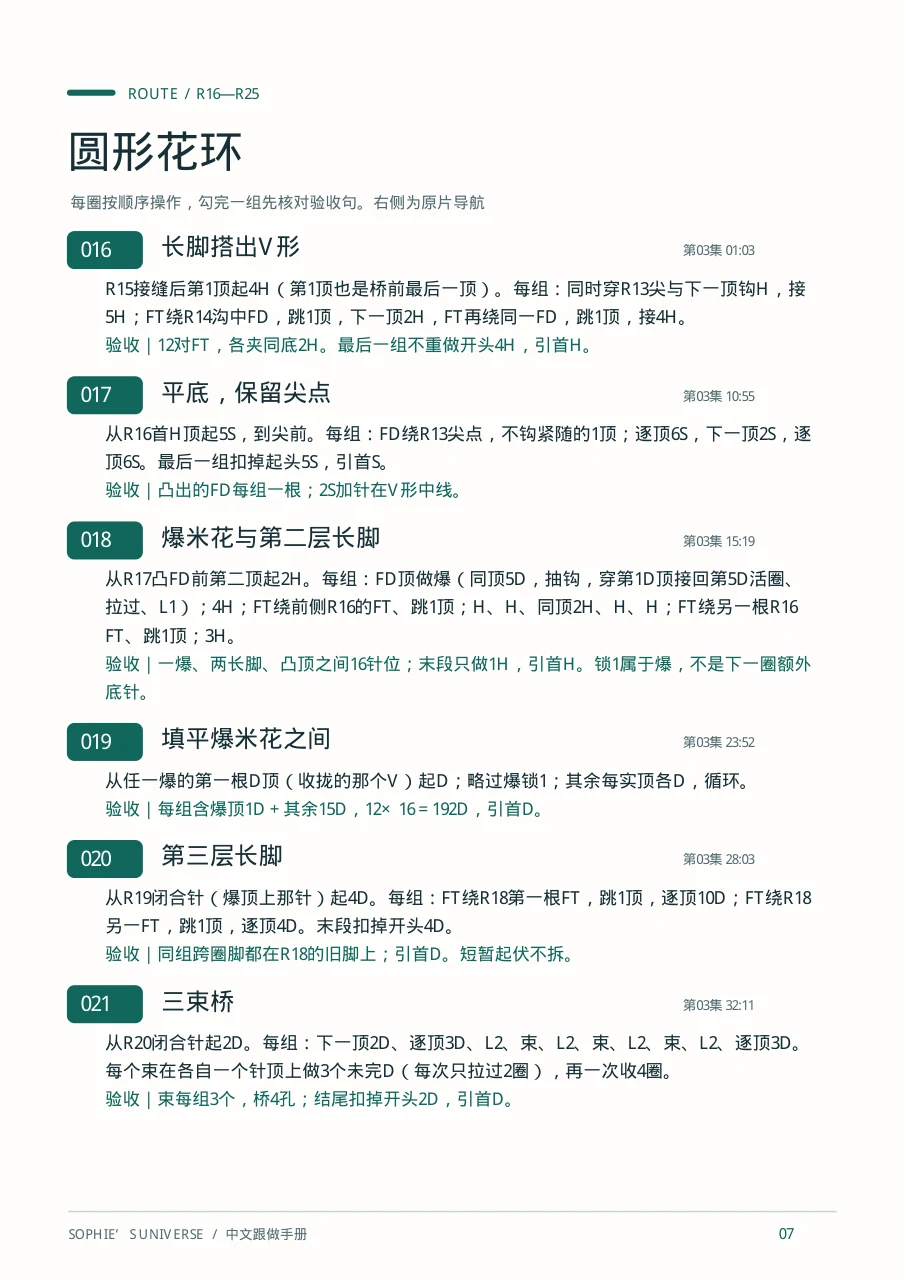 ROUTE / R16—R25
圆形花环
每圈按顺序操作，勾完一组先核对验收句。右侧为原片导航
016 长脚搭出V形 第03集 01:03
R15接缝后第1顶起4H（第1顶也是桥前最后一顶）。每组：同时穿R13尖与下一顶钩H，接
5H；FT绕R14沟中FD，跳1顶，下一顶2H，FT再绕同一FD，跳1顶，接4H。
验收｜12对FT，各夹同底2H。最后一组不重做开头4H，引首H。
017 平底，保留尖点 第03集 10:55
从R16首H顶起5S，到尖前。每组：FD绕R13尖点，不钩紧随的1顶；逐顶6S，下一顶2S，逐
顶6S。最后一组扣掉起头5S，引首S。
验收｜凸出的FD每组一根；2S加针在V形中线。
018 爆米花与第二层长脚 第03集 15:19
从R17凸FD前第二顶起2H。每组：FD顶做爆（同顶5D，抽钩，穿第1D顶接回第5D活圈、
拉过、L1）；4H；FT绕前侧R16的FT、跳1顶；H、H、同顶2H、H、H；FT绕另一根R16
FT、跳1顶；3H。
验收｜一爆、两长脚、凸顶之间16针位；末段只做1H，引首H。锁1属于爆，不是下一圈额外
底针。
019 填平爆米花之间 第03集 23:52
从任一爆的第一根D顶（收拢的那个V）起D；略过爆锁1；其余每实顶各D，循环。
验收｜每组含爆顶1D + 其余15D，12× 16 = 192D，引首D。
020 第三层长脚 第03集 28:03
从R19闭合针（爆顶上那针）起4D。每组：FT绕R18第一根FT，跳1顶，逐顶10D；FT绕R18
另一FT，跳1顶，逐顶4D。末段扣掉开头4D。
验收｜同组跨圈脚都在R18的旧脚上；引首D。短暂起伏不拆。
021 三束桥 第03集 32:11
从R20闭合针起2D。每组：下一顶2D、逐顶3D、L2、束、L2、束、L2、束、L2、逐顶3D。
每个束在各自一个针顶上做3个未完D（每次只拉过2圈），再一次收4圈。
验收｜束每组3个，桥4孔；结尾扣掉开头2D，引首D。
SOPHIE’ S UNIVERSE / 中文跟做手册 07